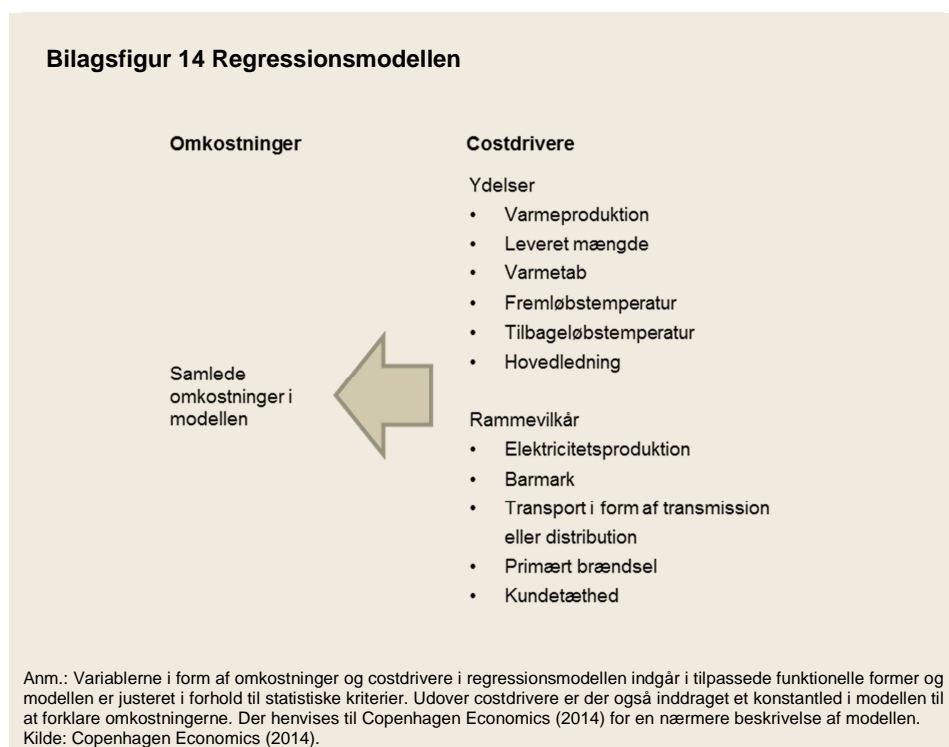 Bilagsfigur 14 Regressionsmodellen
Omkostninger
Samlede
omkostninger i
modellen
Costdrivere
Ydelser
• Varmeproduktion
• Leveret mængde
• Varmetab
• Fremløbstemperatur
• Tilbageløbstemperatur
• Hovedledning
Rammevilkår
• Elektricitetsproduktion
• Barmark
• Transport i form af transmission
eller distribution
• Primært brændsel
• Kundetæthed
Anm.: Variablerne i form af omkostninger og costdrivere i regressionsmodellen indgår i tilpassede funktionelle former og
modellen er justeret i forhold til statistiske kriterier. Udover costdrivere er der også inddraget et konstantled i modellen til
at forklare omkostningerne. Der henvises til Copenhagen Economics (2014) for en nærmere beskrivelse af modellen.
Kilde: Copenhagen Economics (2014).